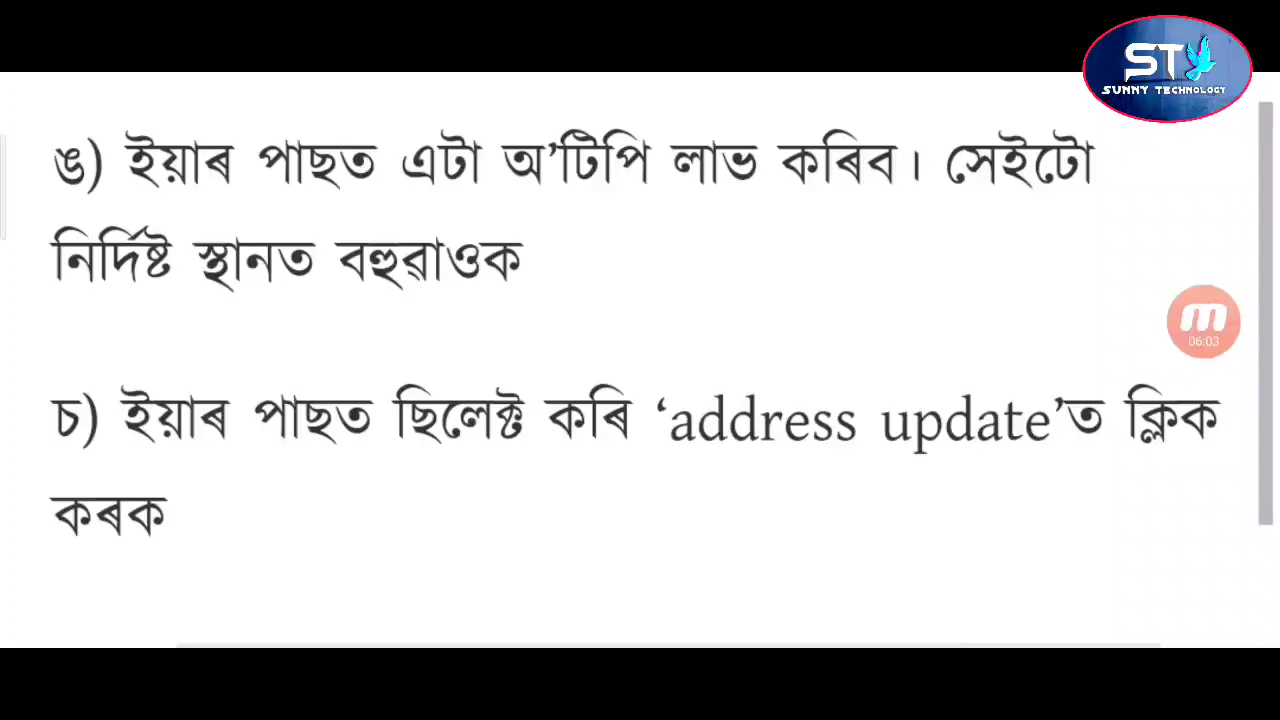 ST
SUNNY TECHNOLOGY
ঙ) ইয়াৰ পাছত এটা অ’টিপি লাভ কৰিব। সেইটো
নিৰ্দিষ্ট স্থানত বহুৱাওক
06:03
চ) ইয়াৰ পাছত ছিলেক্ট কৰি ‘address update’ত ক্লিক
কৰক